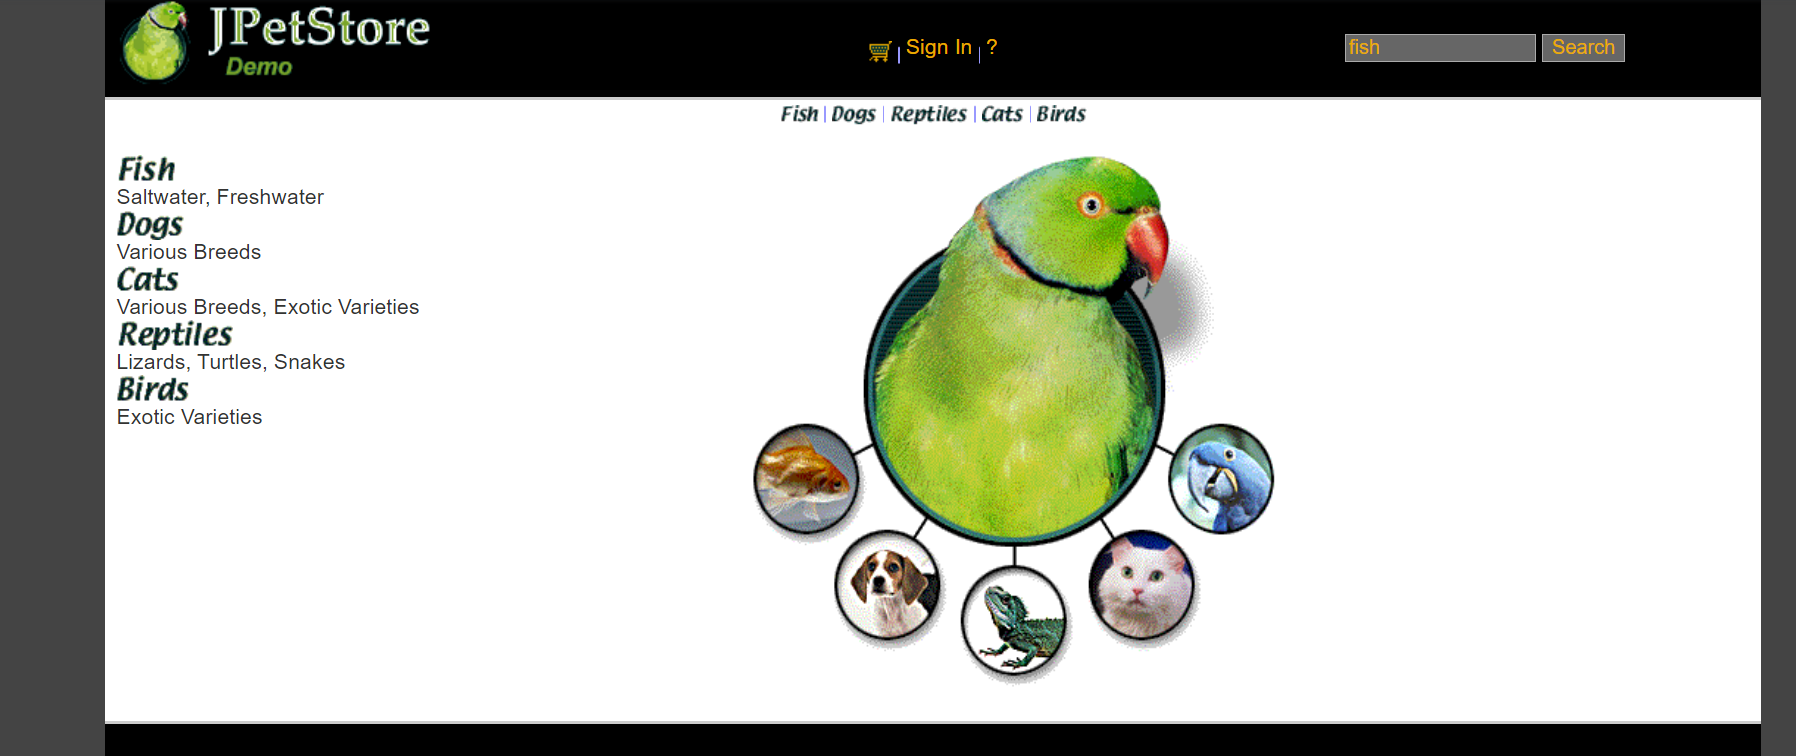 JPetStore
Demo
Sign In ?
fish Search
Fish Dogs Reptiles Cats Birds
Fish
Saltwater, Freshwater
Dogs
Various Breeds
Cats
Various Breeds, Exotic Varieties
Reptiles
Lizards, Turtles, Snakes
Birds
Exotic Varieties